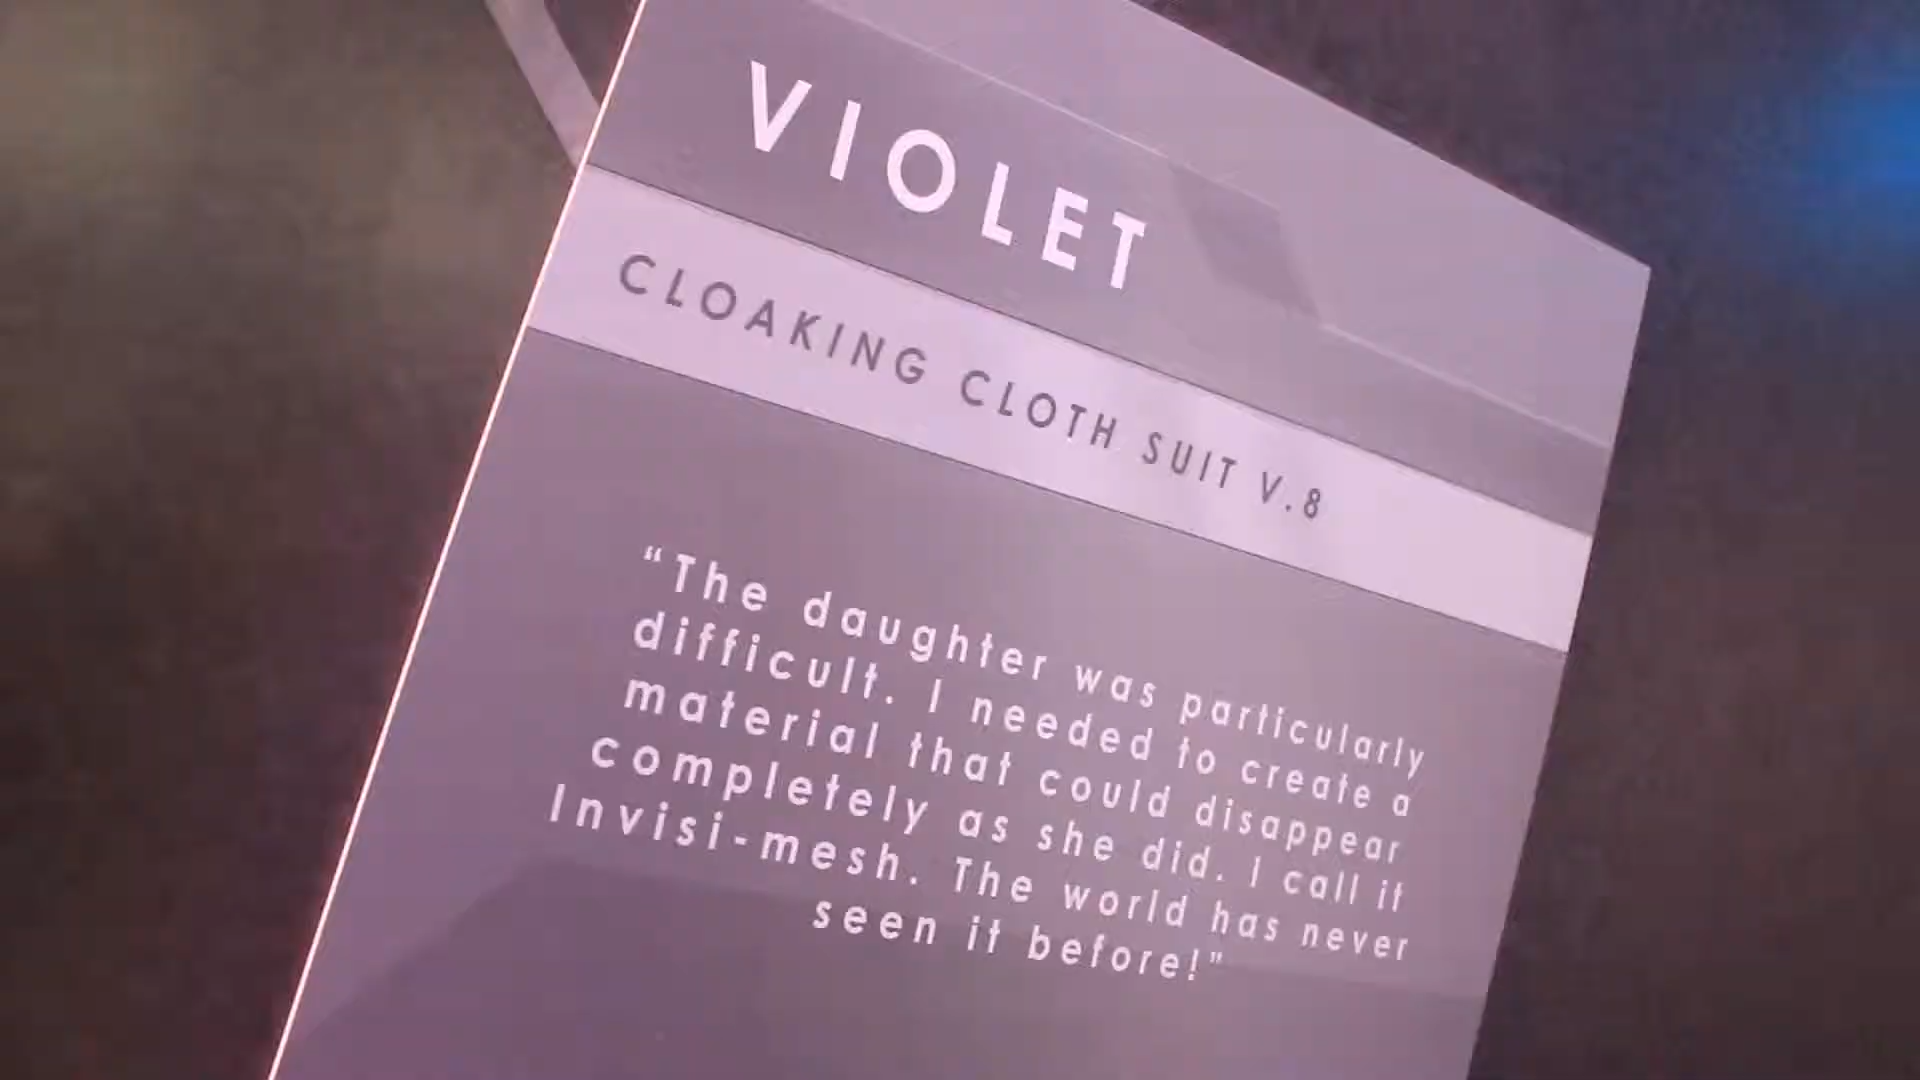 VIOLET
CLOAKING CLOTH SUIT V.8
“The daughter was particularly
difficult. I needed to create a
material that could disappear
completely as she did. I call it
Invisi-mesh. The world has never
seen it before!”